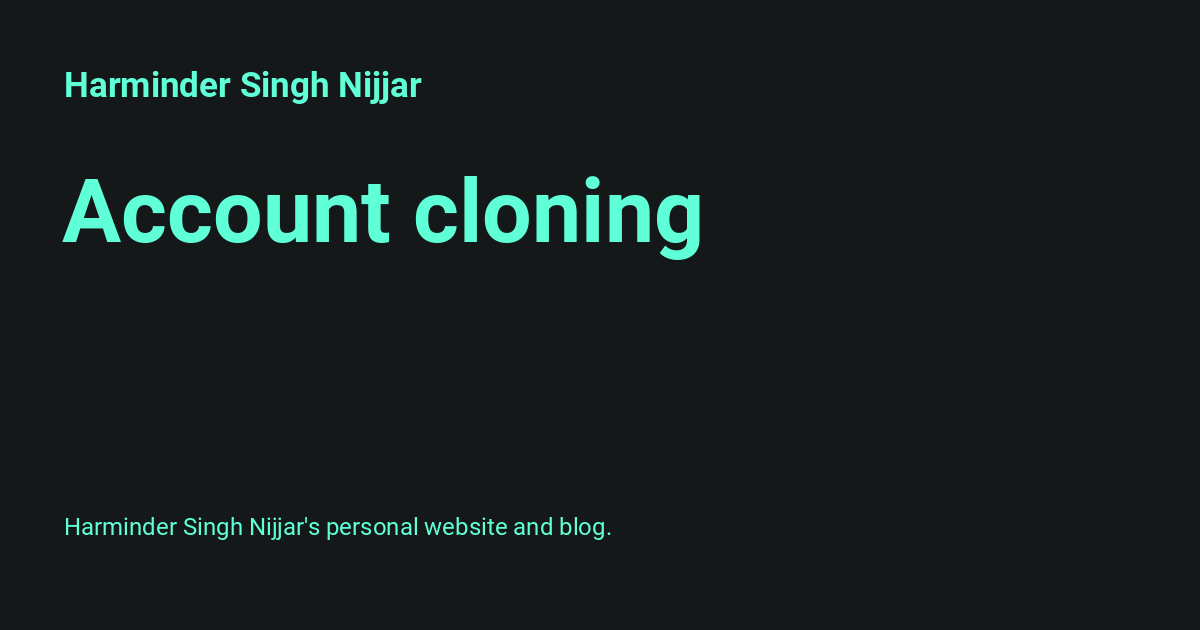 Harminder Singh Nijjar
Account cloning
Harminder Singh Nijjar's personal website and blog.